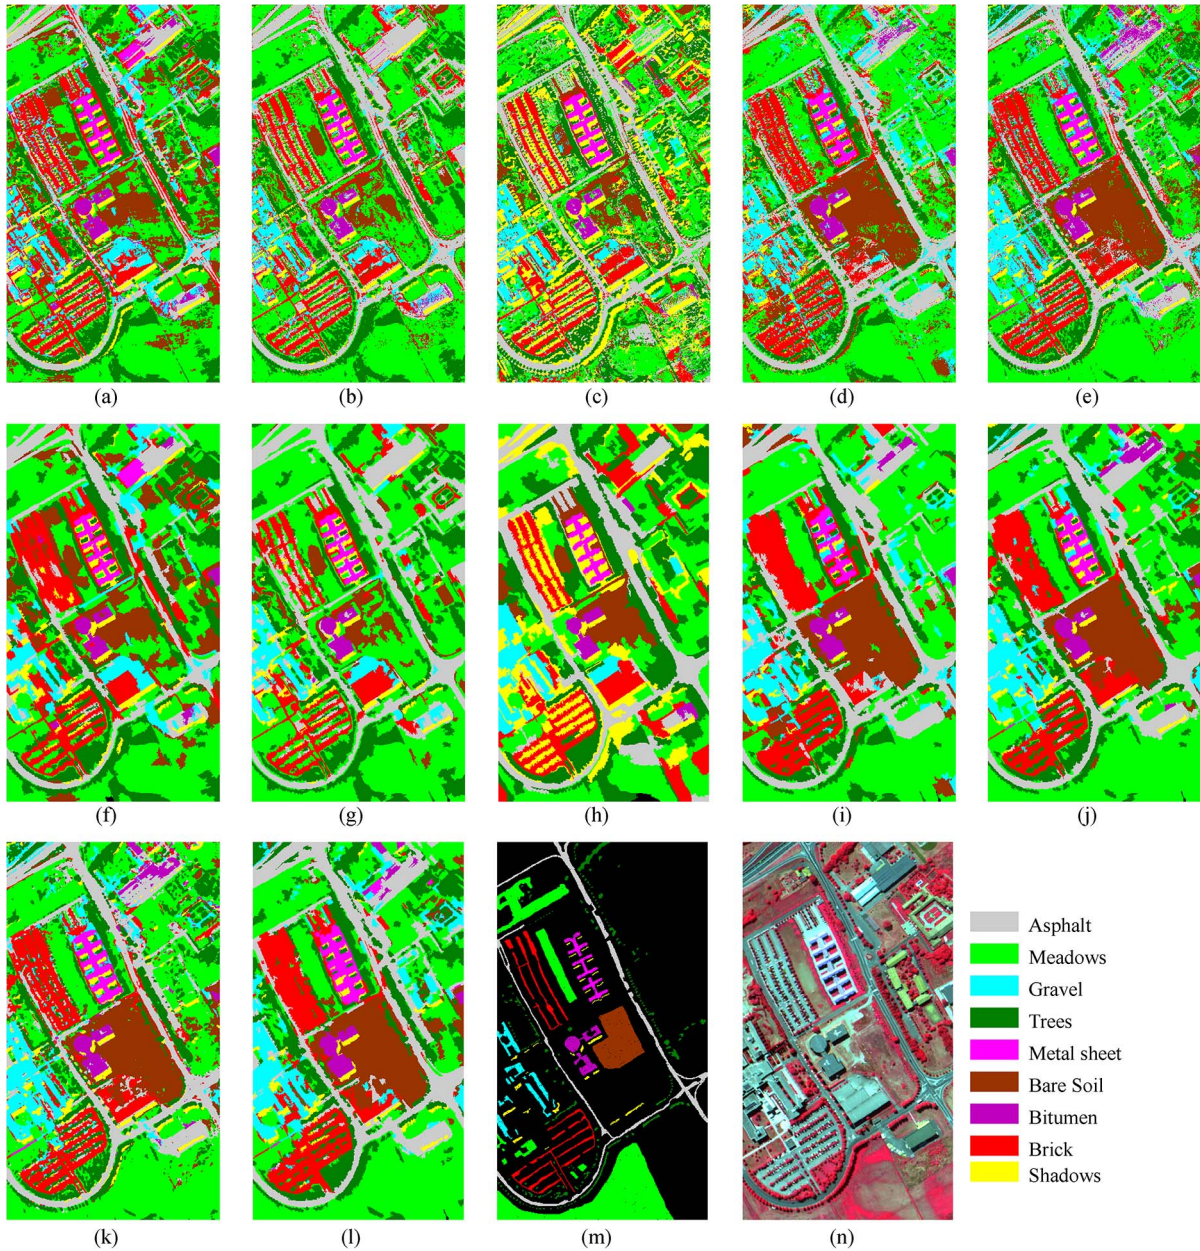 (a) (b) (c) (d) (e)
(f) (g) (h) (i) (j)
Asphalt
Meadows
Gravel
Trees
Metal sheet
Bare Soil
Bitumen
Brick
Shadows
(k) (l) (m) (n)